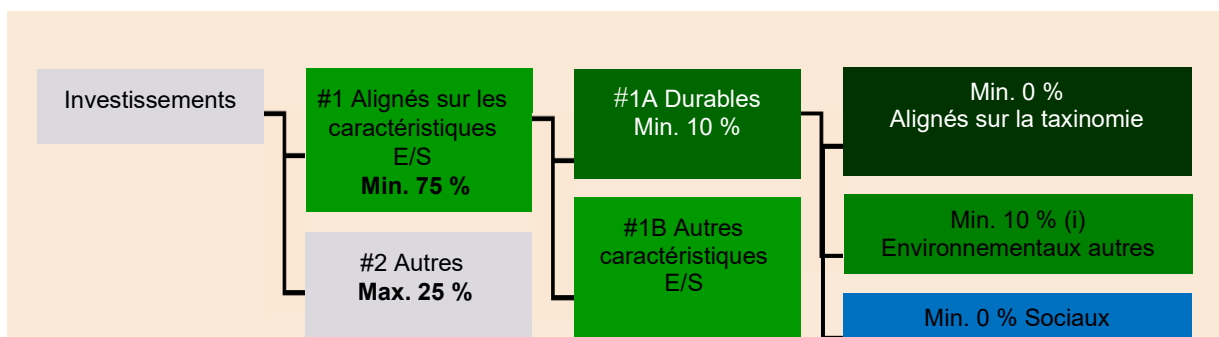 Investissements
#1 Alignés sur les
caractéristiques
E/S
Min. 75 %
#2 Autres
Max. 25 %
#1A Durables
Min. 10 %
#1B Autres
caractéristiques
E/S
Min. 0 %
Alignés sur la taxinomie
Min. 10 % (i)
Environnementaux autres
Min. 0 % Sociaux